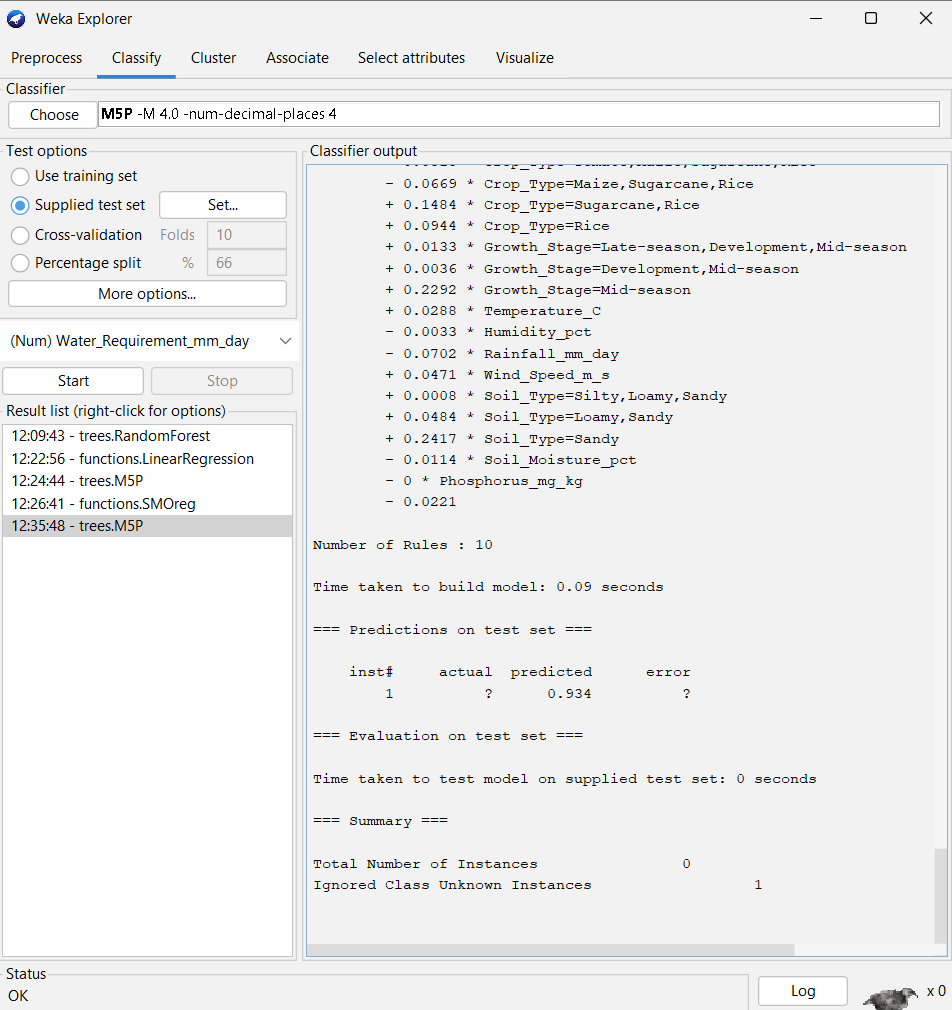 Weka Explorer
Preprocess Classify Cluster Associate Select attributes Visualize
Classifier
Choose M5P -M 4.0 -num-decimal-places 4
Test options
Use training set
Supplied test set Set...
Cross-validation Folds 10
Percentage split % 66
More options...
(Num) Water_Requirement_mm_day
Start Stop
Result list (right-click for options)
12:09:43 - trees.RandomForest
12:22:56 - functions.LinearRegression
12:24:44 - trees.M5P
12:26:41 - functions.SMOreg
12:35:48 - trees.M5P
Classifier output
- 0.0669 * Crop_Type=Maize,Sugarcane,Rice
+ 0.1484 * Crop_Type=Sugarcane,Rice
+ 0.0944 * Crop_Type=Rice
+ 0.0133 * Growth_Stage=Late-season,Development,Mid-season
+ 0.0036 * Growth_Stage=Development,Mid-season
+ 0.2292 * Growth_Stage=Mid-season
+ 0.0288 * Temperature_C
- 0.0033 * Humidity_pct
- 0.0702 * Rainfall_mm_day
+ 0.0471 * Wind_Speed_m_s
+ 0.0008 * Soil_Type=Silty,Loamy,Sandy
+ 0.0484 * Soil_Type=Loamy,Sandy
+ 0.2417 * Soil_Type=Sandy
- 0.0114 * Soil_Moisture_pct
- 0 * Phosphorus_mg_kg
- 0.0221
Number of Rules : 10
Time taken to build model: 0.09 seconds
=== Predictions on test set ===
inst# actual predicted error
1 ? 0.934 ?
=== Evaluation on test set ===
Time taken to test model on supplied test set: 0 seconds
=== Summary ===
Total Number of Instances 0
Ignored Class Unknown Instances 1
Status
OK
Log
x 0